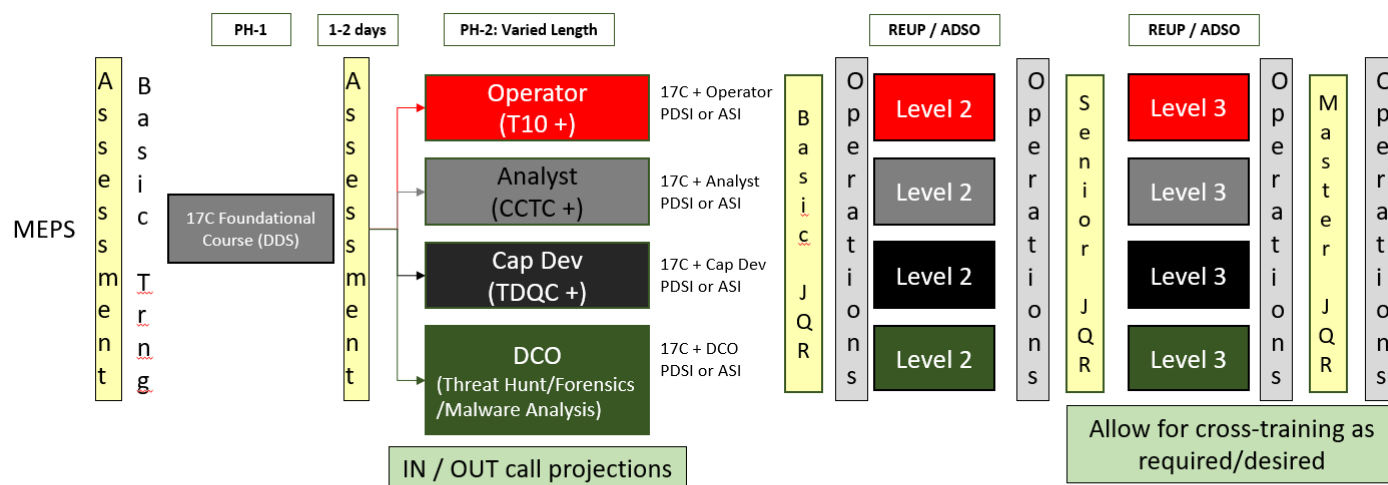 PH-1
1-2 days
PH-2: Varied Length
REUP / ADSO
REUP / ADSO
MEPS
Assessment
Basic Trng
17C Foundational
Course (DDS)
Assessment
Operator
(T10 +)
17C + Operator
PDSI or ASI
Analyst
(CCTC +)
17C + Analyst
PDSI or ASI
Cap Dev
(TDQC +)
17C + Cap Dev
PDSI or ASI
DCO
(Threat Hunt/Forensics
/Malware Analysis)
17C + DCO
PDSI or ASI
IN / OUT call projections
Basic JQR
Operations
Level 2
Level 2
Level 2
Level 2
Operations
Senior JQR
Level 3
Level 3
Level 3
Level 3
Operations
Master JQR
Operations
Allow for cross-training as
required/desired